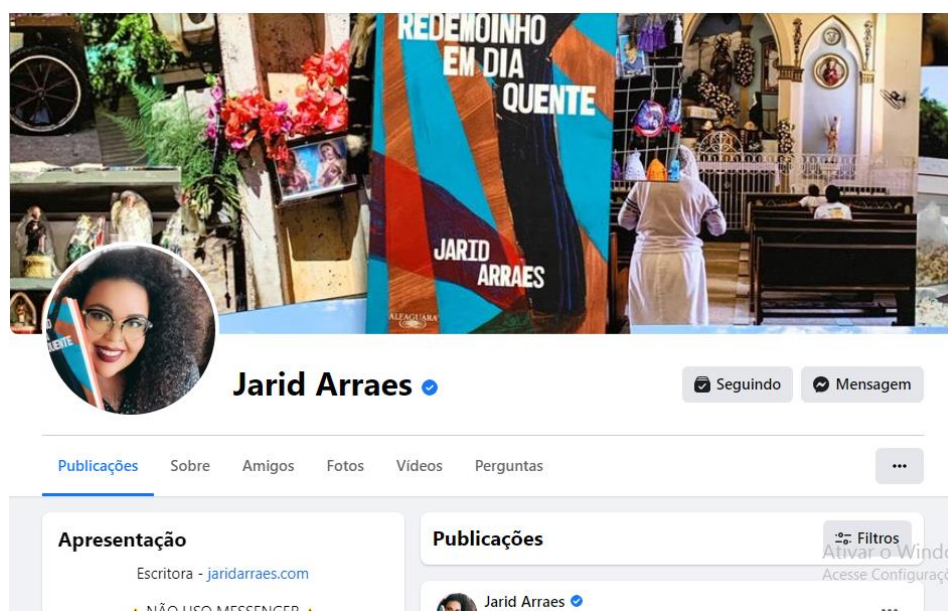 REDEMOINHO
EM DIA
QUENTE
JARID
ARRAES
ALFAGUARA
QUENTE
Jarid Arraes
Seguindo
Mensagem
Publicações
Sobre
Amigos
Fotos
Vídeos
Perguntas
Apresentação
Escritora - jaridarraes.com
NÃO USO MESSENGER
Publicações
Filtros
Jarid Arraes
Ativar o Windo
Acesse Configuraçõ